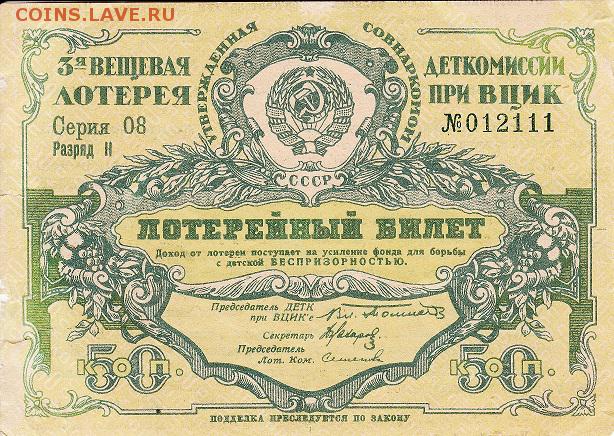 COINS.LAVE.RU
3я ВЕЩЕВАЯ
ЛОТЕРЕЯ
Серия 08
Разряд II
УТВЕРЖДЕННАЯ СОВНАРКОМОМ
СССР
ДЕТКОМИССИИ
ПРИ ВЦИК
№012111
ЛОТЕРЕЙНЫЙ БИЛЕТ
Доход от лотереи поступает на усиление фонда для борьбы
с детской БЕСПРИЗОРНОСТЬЮ.
Председатель ДЕТК
при ВЦИК'е
Секретарь
Председатель
Лот. Ком.
50 КОП.
50 КОП.
ПОДДЕЛКА ПРЕСЛЕДУЕТСЯ ПО ЗАКОНУ